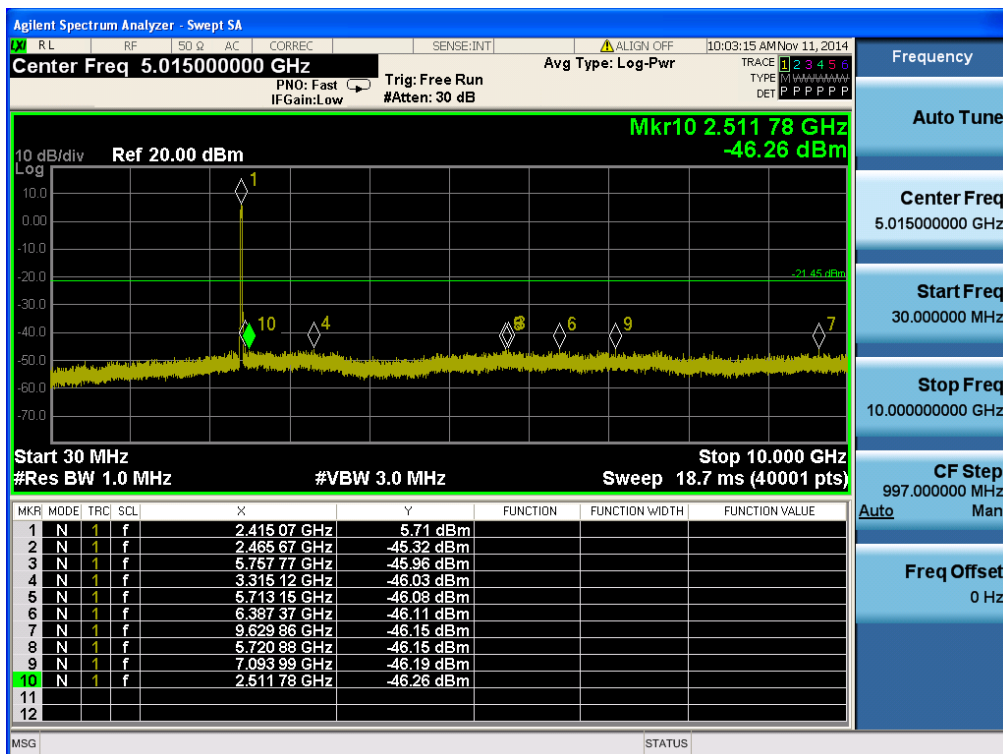 Agilent Spectrum Analyzer - Swept SA
LXI RL RF 50 Ω AC CORREC SENSE:INT ALIGN OFF 10:03:15 AM Nov 11, 2014
Center Freq 5.015000000 GHz
PNO: Fast
IFGain:Low
Trig: Free Run
#Atten: 30 dB
Avg Type: Log-Pwr
TRACE 1 2 3 4 5 6
TYPE M
DET P P P P P P
Mkr10 2.511 78 GHz
-46.26 dBm
10 dB/div Ref 20.00 dBm
Log
10.0
0.00
-10.0
-20.0
-30.0
-40.0
-50.0
-60.0
-70.0
-21.45 dBm
1
10
4
6
9
7
Start 30 MHz Stop 10.000 GHz
#Res BW 1.0 MHz #VBW 3.0 MHz Sweep 18.7 ms (40001 pts)
MKR MODE TRC SCL X Y FUNCTION FUNCTION WIDTH FUNCTION VALUE
1 N 1 f 2.415 07 GHz 5.71 dBm
2 N 1 f 2.465 67 GHz -45.32 dBm
3 N 1 f 5.757 77 GHz -45.96 dBm
4 N 1 f 3.315 12 GHz -46.03 dBm
5 N 1 f 5.713 15 GHz -46.08 dBm
6 N 1 f 6.387 37 GHz -46.11 dBm
7 N 1 f 9.629 86 GHz -46.15 dBm
8 N 1 f 5.720 88 GHz -46.15 dBm
9 N 1 f 7.093 99 GHz -46.19 dBm
10 N 1 f 2.511 78 GHz -46.26 dBm
11
12
MSG STATUS
Frequency
Auto Tune
Center Freq
5.015000000 GHz
Start Freq
30.000000 MHz
Stop Freq
10.000000000 GHz
CF Step
997.000000 MHz
Auto Man
Freq Offset
0 Hz